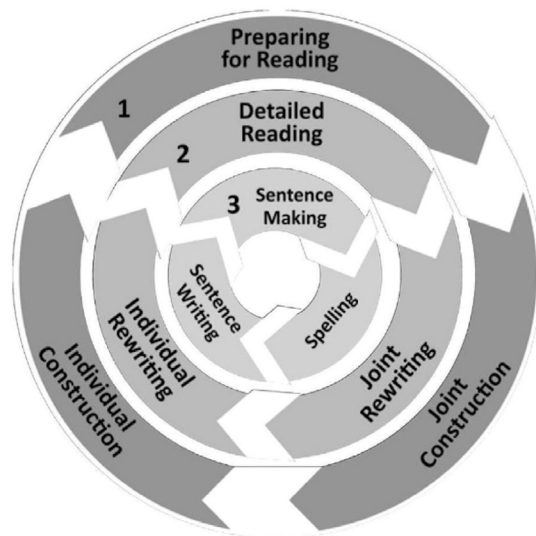 Preparing
for Reading
1
Detailed
Reading
2
3
Sentence
Making
Spelling
Sentence
Writing
Joint
Rewriting
Individual
Rewriting
Joint
Construction
Individual
Construction